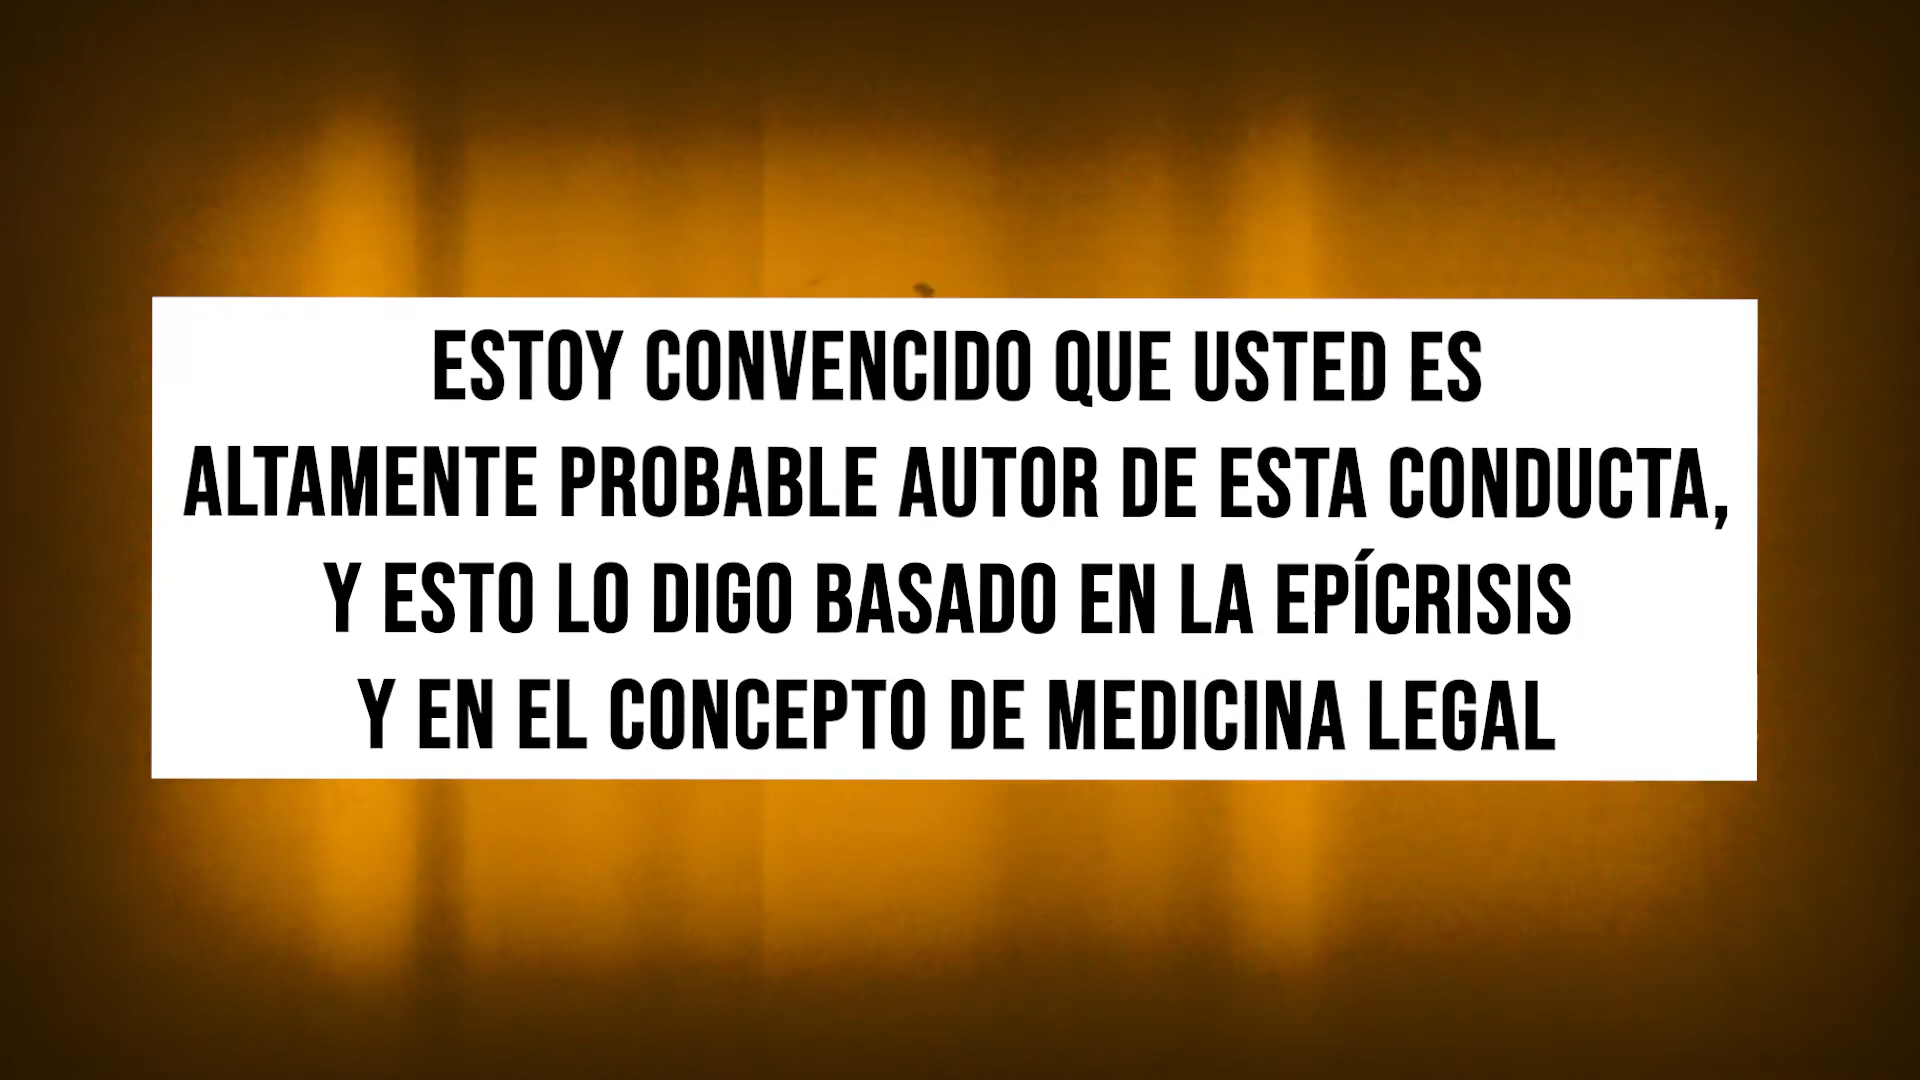 ESTOY CONVENCIDO QUE USTED ES
ALTAMENTE PROBABLE AUTOR DE ESTA CONDUCTA,
Y ESTO LO DIGO BASADO EN LA EPÍCRISIS
Y EN EL CONCEPTO DE MEDICINA LEGAL